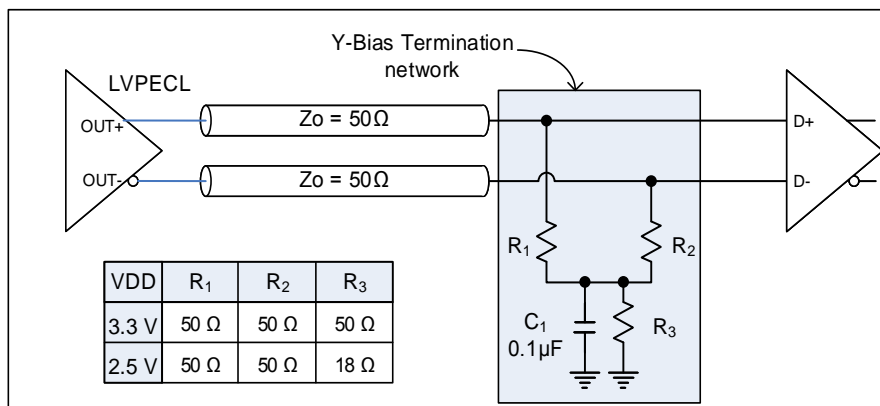 Y-Bias Termination
network
LVPECL
OUT+
Zo = 50Ω
D+
OUT-
Zo = 50Ω
D-
R1
R2
C1
0.1µF
R3
VDD R1 R2 R3
3.3 V 50 Ω 50 Ω 50 Ω
2.5 V 50 Ω 50 Ω 18 Ω